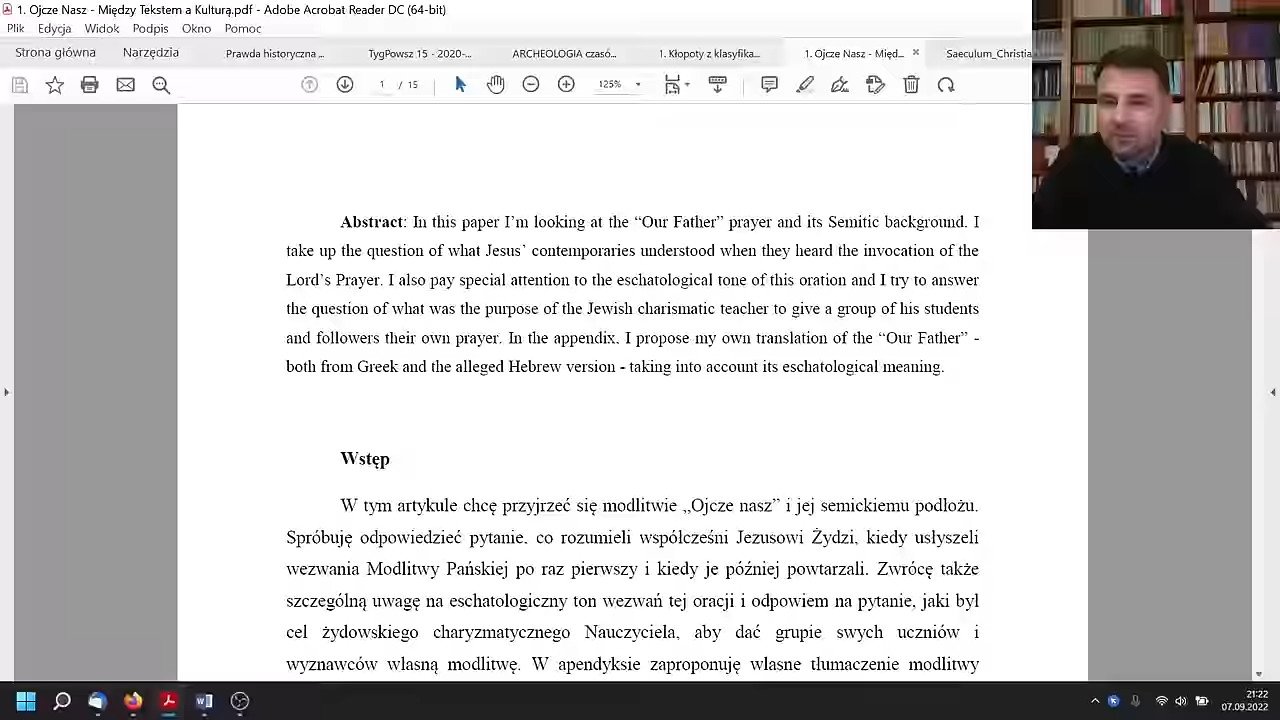 1. Ojcze Nasz - Między Tekstem a Kulturą.pdf - Adobe Acrobat Reader DC (64-bit)
Plik Edycja Widok Podpis Okno Pomoc
Strona główna Narzędzia Prawda historyczna ... TygPowsz 15 - 2020-... ARCHEOLOGIA czasó... 1. Kłopoty z klasyfika... 1. Ojcze Nasz - Międ... Saeculum_Christia
1 / 15 125%
Abstract: In this paper I’m looking at the “Our Father” prayer and its Semitic background. I
take up the question of what Jesus’ contemporaries understood when they heard the invocation of the
Lord’s Prayer. I also pay special attention to the eschatological tone of this oration and I try to answer
the question of what was the purpose of the Jewish charismatic teacher to give a group of his students
and followers their own prayer. In the appendix, I propose my own translation of the “Our Father” -
both from Greek and the alleged Hebrew version - taking into account its eschatological meaning.
Wstęp
W tym artykule chcę przyjrzeć się modlitwie „Ojcze nasz” i jej semickiemu podłożu.
Spróbuję odpowiedzieć pytanie, co rozumieli współcześni Jezusowi Żydzi, kiedy usłyszeli
wezwania Modlitwy Pańskiej po raz pierwszy i kiedy je później powtarzali. Zwrócę także
szczególną uwagę na eschatologiczny ton wezwań tej oracji i odpowiem na pytanie, jaki był
cel żydowskiego charyzmatycznego Nauczyciela, aby dać grupie swych uczniów i
wyznawców własną modlitwę. W apendyksie zaproponuję własne tłumaczenie modlitwy
21:22
07.09.2022